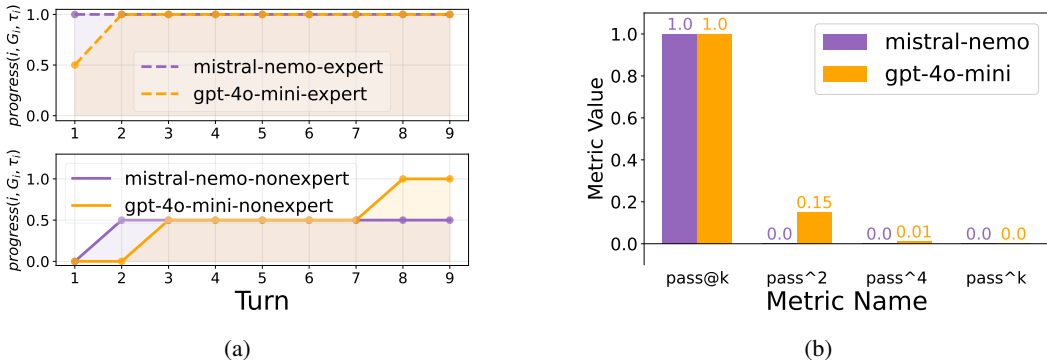 progress(i, G_i, τ_i)
1.0
0.5
0.0
mistral-nemo-expert
gpt-4o-mini-expert
1 2 3 4 5 6 7 8 9
progress(i, G_i, τ_i)
1.0
0.5
0.0
mistral-nemo-nonexpert
gpt-4o-mini-nonexpert
1 2 3 4 5 6 7 8 9
Turn
(a)
Metric Value
1.0
0.8
0.6
0.4
0.2
0.0
mistral-nemo
gpt-4o-mini
1.0 1.0
0.0 0.15
0.0 0.01
0.0 0.0
pass@k pass^2 pass^4 pass^k
Metric Name
(b)